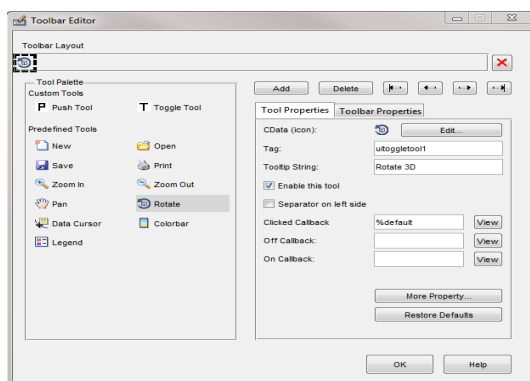 Toolbar Editor
Toolbar Layout
Tool Palette
Custom Tools
P Push Tool T Toggle Tool
Predefined Tools
New Open
Save Print
Zoom In Zoom Out
Pan Rotate
Data Cursor Colorbar
Legend
Add Delete
Tool Properties Toolbar Properties
CData (icon): Edit...
Tag: uitoggletool1
Tooltip String: Rotate 3D
Enable this tool
Separator on left side
Clicked Callback %default View
Off Callback: View
On Callback: View
More Property...
Restore Defaults
OK Help